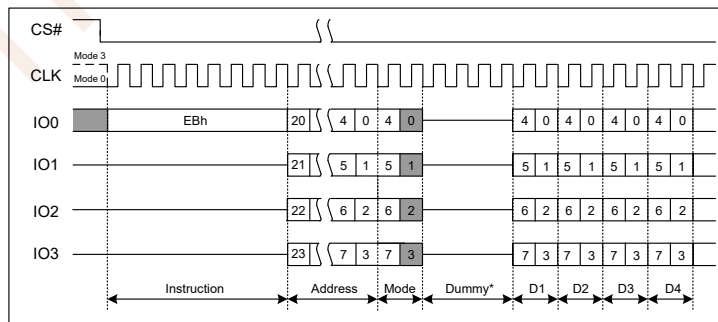 CS#
Mode 3
CLK
Mode 0
IO0 EBh 20 4 0 4 0 4 0 4 0 4 0 4 0
IO1 21 5 1 5 1 5 1 5 1 5 1 5 1
IO2 22 6 2 6 2 6 2 6 2 6 2 6 2
IO3 23 7 3 7 3 7 3 7 3 7 3 7 3
Instruction Address Mode Dummy* D1 D2 D3 D4